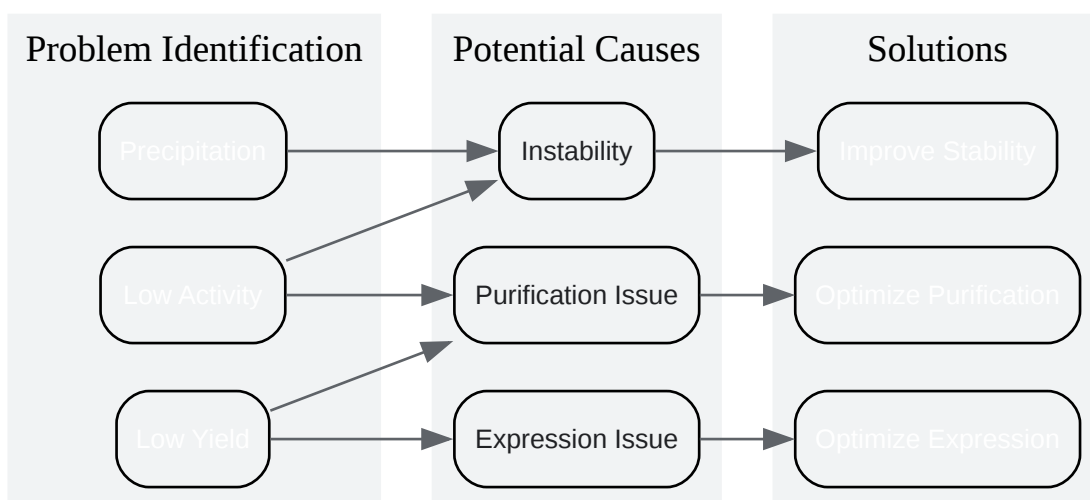 Problem Identification
Potential Causes
Solutions
Precipitation
Instability
Improve Stability
Low Activity
Purification Issue
Optimize Purification
Low Yield
Expression Issue
Optimize Expression